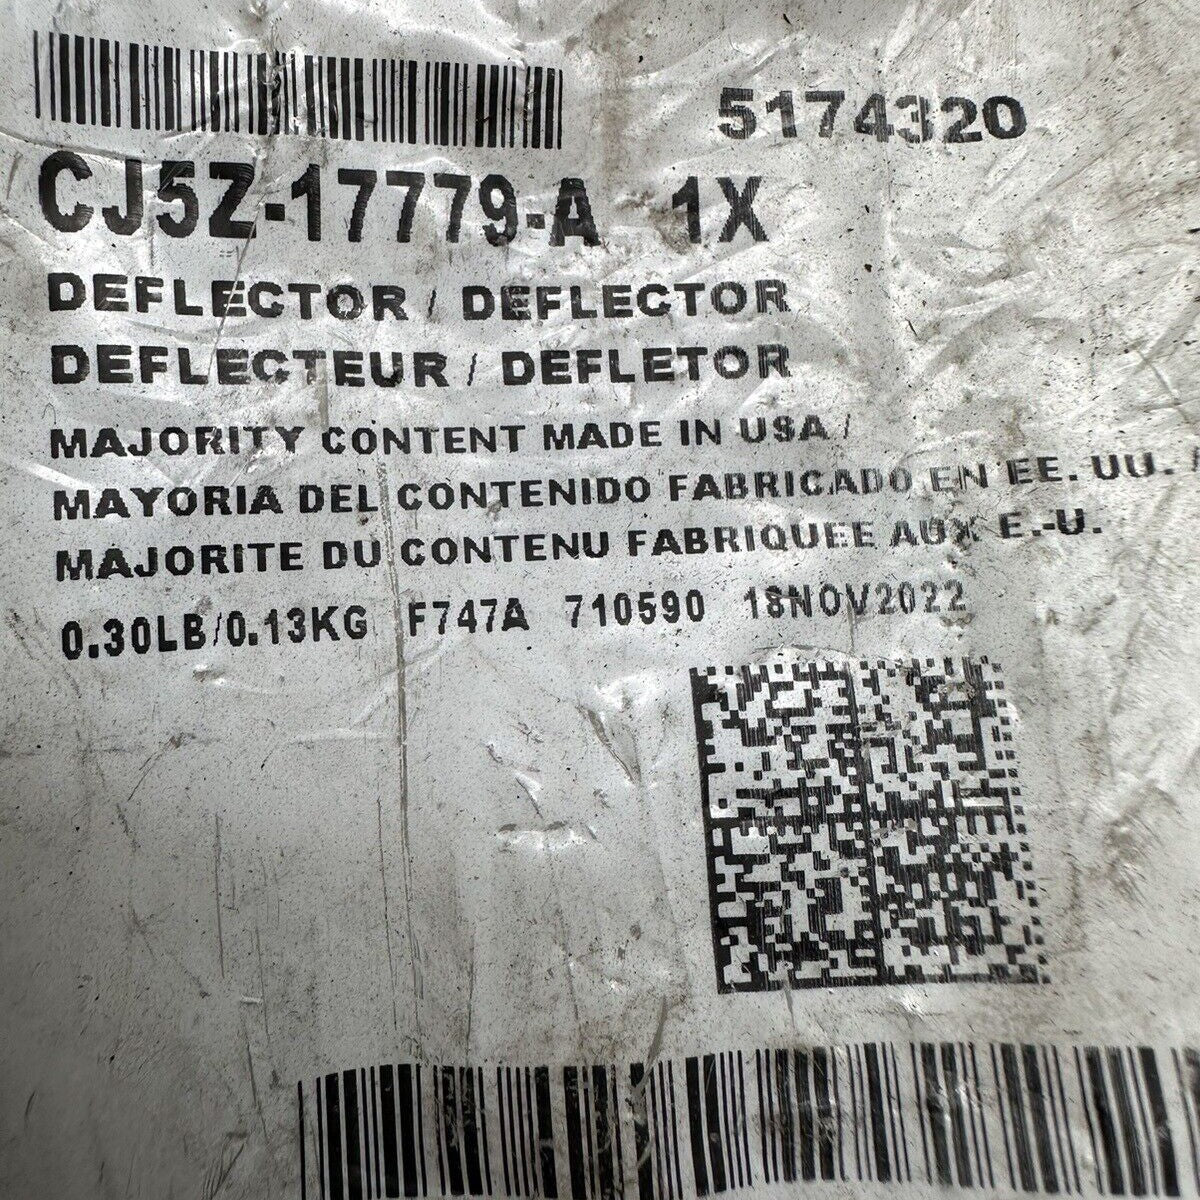 5174320
CJ5Z-17779-A 1X
DEFLECTOR / DEFLECTOR
DEFLECTEUR / DEFLETOR
MAJORITY CONTENT MADE IN USA /
MAYORIA DEL CONTENIDO FABRICADO EN EE. UU. /
MAJORITE DU CONTENU FABRIQUEE AUX E.-U.
0.30LB/0.13KG F747A 710590 18NOV2022